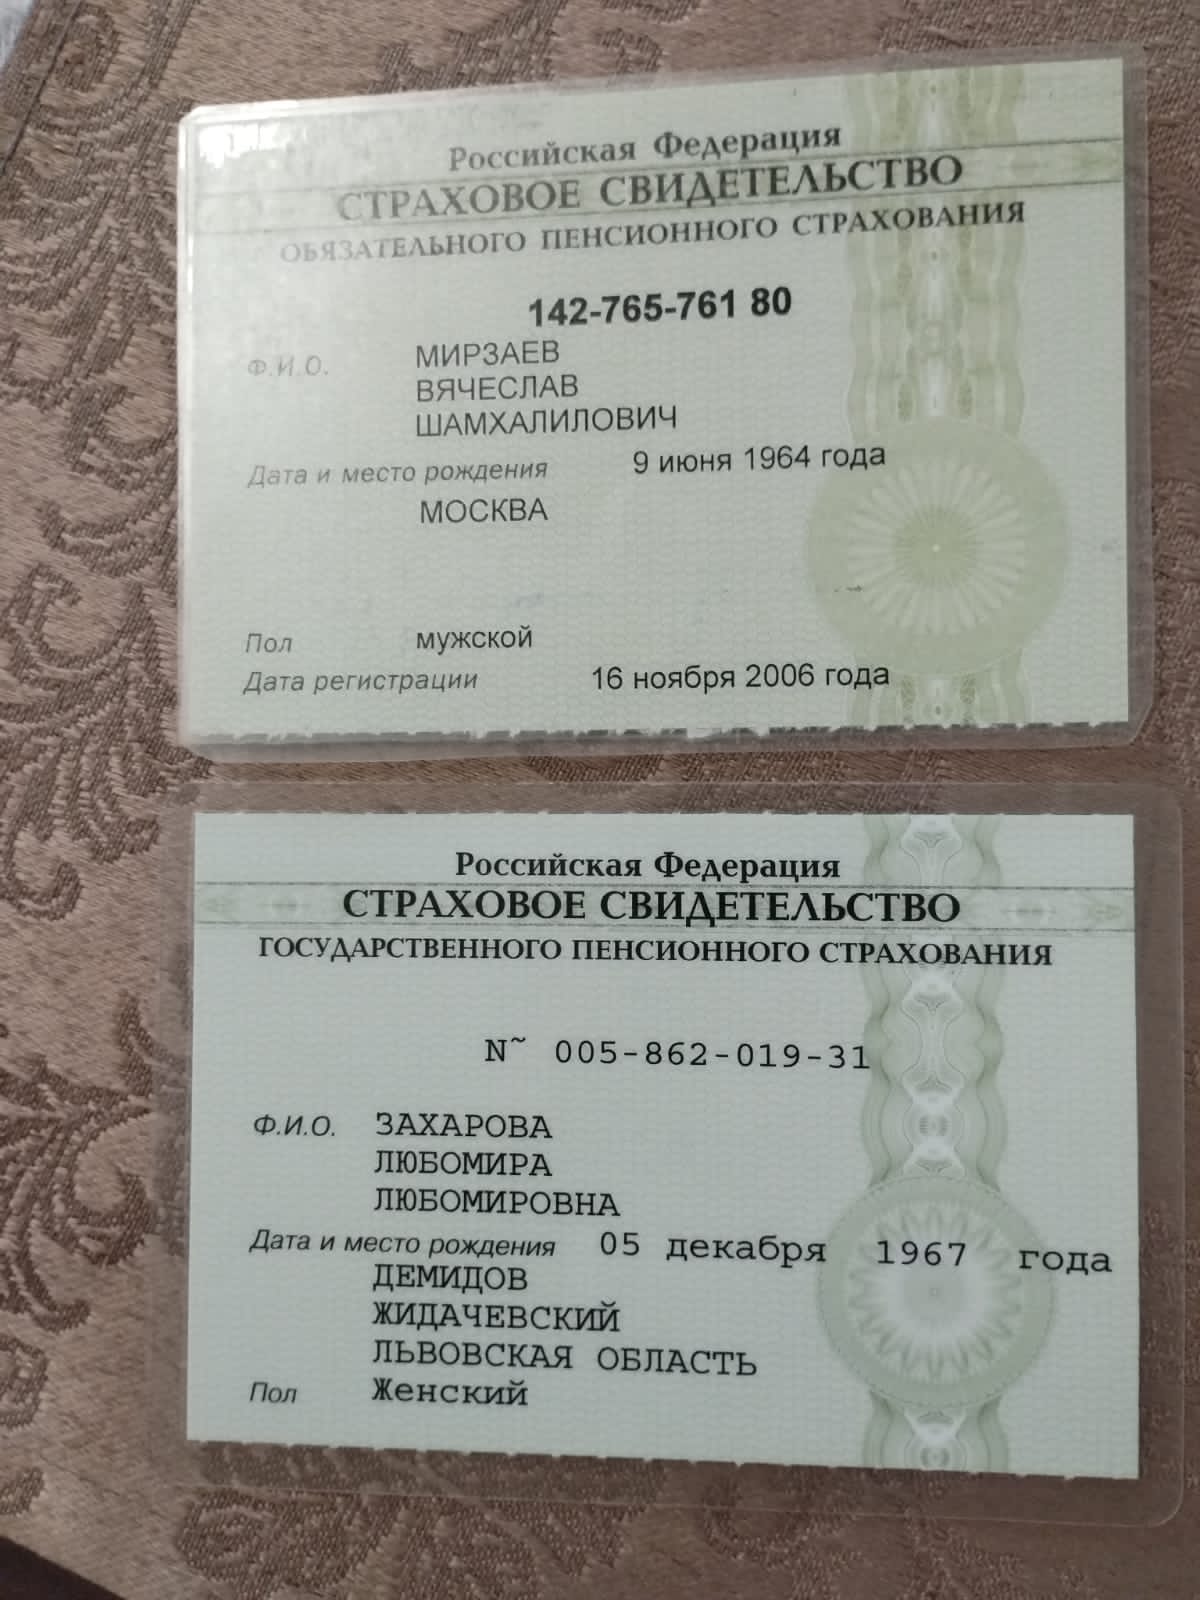 Российская Федерация
СТРАХОВОЕ СВИДЕТЕЛЬСТВО
ОБЯЗАТЕЛЬНОГО ПЕНСИОННОГО СТРАХОВАНИЯ
142-765-761 80
Ф.И.О. МИРЗАЕВ
ВЯЧЕСЛАВ
ШАМХАЛИЛОВИЧ
Дата и место рождения 9 июня 1964 года
МОСКВА
Пол мужской
Дата регистрации 16 ноября 2006 года
Российская Федерация
СТРАХОВОЕ СВИДЕТЕЛЬСТВО
ГОСУДАРСТВЕННОГО ПЕНСИОННОГО СТРАХОВАНИЯ
N~ 005-862-019-31
Ф.И.О. ЗАХАРОВА
ЛЮБОМИРА
ЛЮБОМИРОВНА
Дата и место рождения 05 декабря 1967 года
ДЕМИДОВ
ЖИДАЧЕВСКИЙ
ЛЬВОВСКАЯ ОБЛАСТЬ
Пол Женский